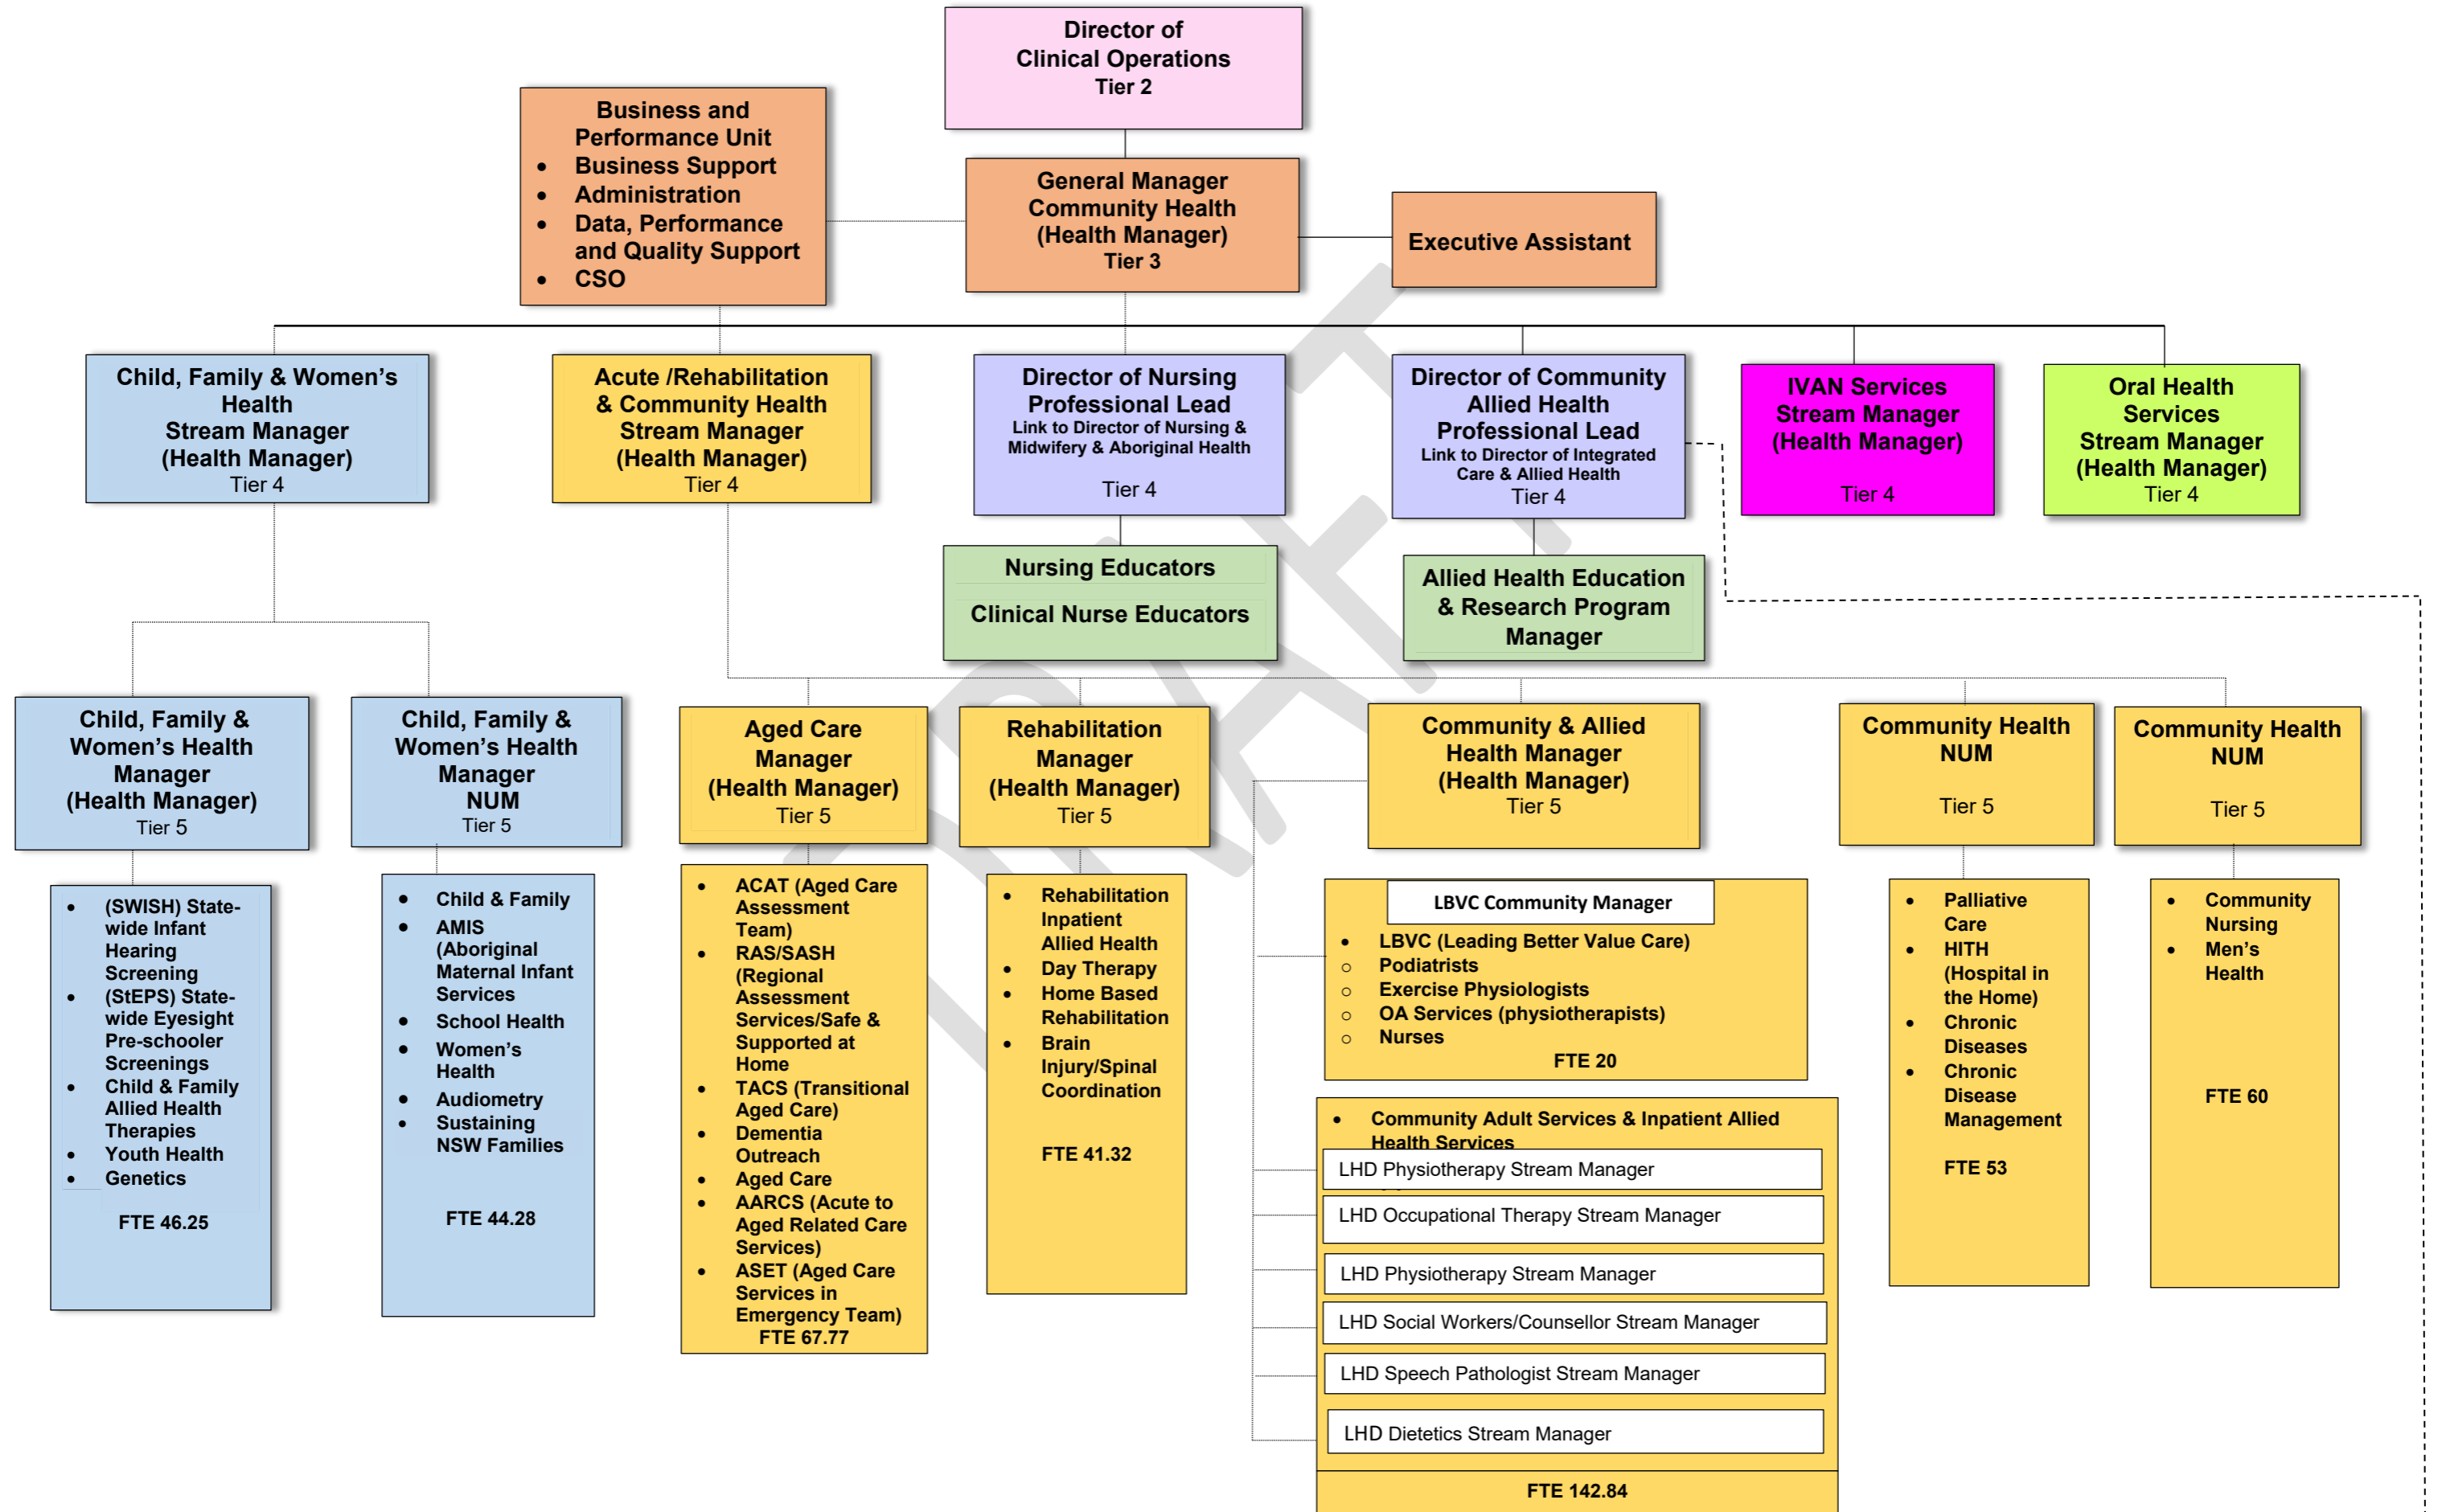 Director of
Clinical Operations
Tier 2
Business and
Performance Unit
• Business Support
• Administration
• Data, Performance
and Quality Support
• CSO
General Manager
Community Health
(Health Manager)
Tier 3
Executive Assistant
Child, Family & Women's
Health
Stream Manager
(Health Manager)
Tier 4
Acute /Rehabilitation
& Community Health
Stream Manager
(Health Manager)
Tier 4
Director of Nursing
Professional Lead
Link to Director of Nursing &
Midwifery & Aboriginal Health
Tier 4
Director of Community
Allied Health
Professional Lead
Link to Director of Integrated
Care & Allied Health
Tier 4
IVAN Services
Stream Manager
(Health Manager)
Tier 4
Oral Health
Services
Stream Manager
(Health Manager)
Tier 4
Nursing Educators
Clinical Nurse Educators
Allied Health Education
& Research Program
Manager
Child, Family &
Women's Health
Manager
(Health Manager)
Tier 5
Child, Family &
Women's Health
Manager
NUM
Tier 5
Aged Care
Manager
(Health Manager)
Tier 5
Rehabilitation
Manager
(Health Manager)
Tier 5
Community & Allied
Health Manager
(Health Manager)
Tier 5
Community Health
NUM
Tier 5
Community Health
NUM
Tier 5
• (SWISH) State-
wide Infant
Hearing
Screening
• (StEPS) State-
wide Eyesight
Pre-schooler
Screenings
• Child & Family
Allied Health
Therapies
• Youth Health
• Genetics
FTE 46.25
• Child & Family
• AMIS
(Aboriginal
Maternal Infant
Services
• School Health
• Women's
Health
• Audiometry
• Sustaining
NSW Families
FTE 44.28
• ACAT (Aged Care
Assessment
Team)
• RAS/SASH
(Regional
Assessment
Services/Safe &
Supported at
Home
• TACS (Transitional
Aged Care)
• Dementia
Outreach
• Aged Care
• AARCS (Acute to
Aged Related Care
Services)
• ASET (Aged Care
Services in
Emergency Team)
FTE 67.77
• Rehabilitation
Inpatient
Allied Health
• Day Therapy
• Home Based
Rehabilitation
• Brain
Injury/Spinal
Coordination
FTE 41.32
LBVC Community Manager
• LBVC (Leading Better Value Care)
o Podiatrists
o Exercise Physiologists
o OA Services (physiotherapists)
o Nurses
FTE 20
• Community Adult Services & Inpatient Allied
Health Services
LHD Physiotherapy Stream Manager
LHD Occupational Therapy Stream Manager
LHD Physiotherapy Stream Manager
LHD Social Workers/Counsellor Stream Manager
LHD Speech Pathologist Stream Manager
LHD Dietetics Stream Manager
FTE 142.84
• Palliative
Care
• HITH
(Hospital in
the Home)
• Chronic
Diseases
• Chronic
Disease
Management
FTE 53
• Community
Nursing
• Men's
Health
FTE 60
DRAFT